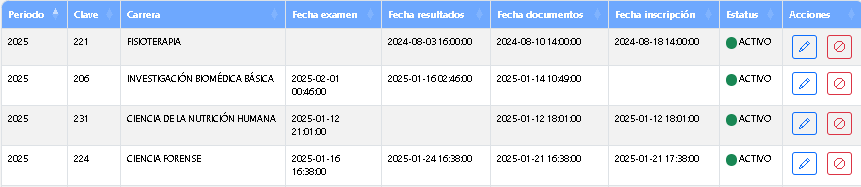 Periodo Clave Carrera Fecha examen Fecha resultados Fecha documentos Fecha inscripción Estatus Acciones
2025 221 FISIOTERAPIA 2024-08-03 16:00:00 2024-08-10 14:00:00 2024-08-18 14:00:00 ACTIVO
2025 206 INVESTIGACIÓN BIOMÉDICA BÁSICA 2025-02-01 2025-01-16 02:46:00 2025-01-14 10:49:00 ACTIVO
00:46:00
2025 231 CIENCIA DE LA NUTRICIÓN HUMANA 2025-01-12 2025-01-12 18:01:00 2025-01-12 18:01:00 ACTIVO
21:01:00
2025 224 CIENCIA FORENSE 2025-01-16 2025-01-24 16:38:00 2025-01-21 16:38:00 2025-01-21 17:38:00 ACTIVO
16:38:00